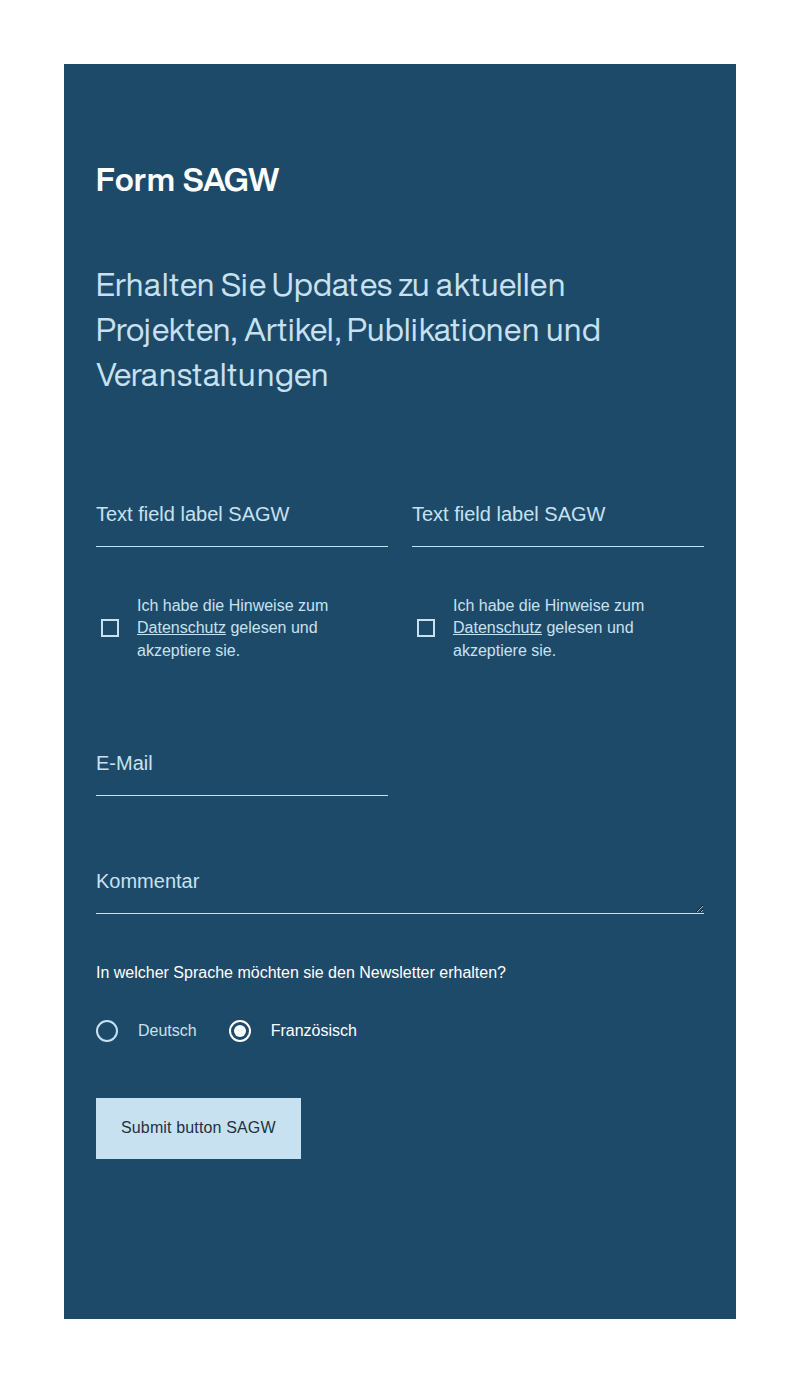 Form SAGW
Erhalten Sie Updates zu aktuellen
Projekten, Artikel, Publikationen und
Veranstaltungen
Text field label SAGW
Text field label SAGW
Ich habe die Hinweise zum
Datenschutz gelesen und
akzeptiere sie.
Ich habe die Hinweise zum
Datenschutz gelesen und
akzeptiere sie.
E-Mail
Kommentar
In welcher Sprache möchten sie den Newsletter erhalten?
Deutsch
Französisch
Submit button SAGW